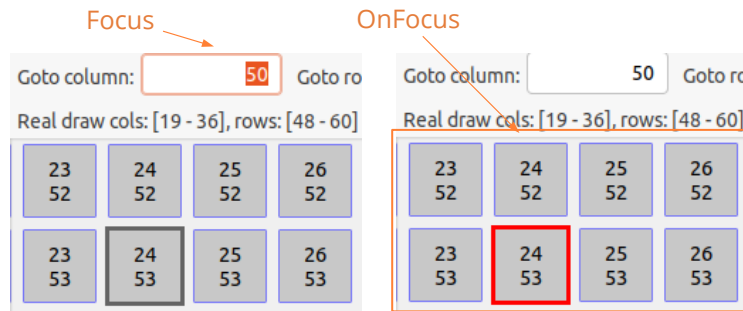 Focus
OnFocus
Goto column: 50 Goto ro
Real draw cols: [19 - 36], rows: [48 - 60]
23 24 25 26
52 52 52 52
23 24 25 26
53 53 53 53
Goto column: 50 Goto ro
Real draw cols: [19 - 36], rows: [48 - 60]
23 24 25 26
52 52 52 52
23 24 25 26
53 53 53 53